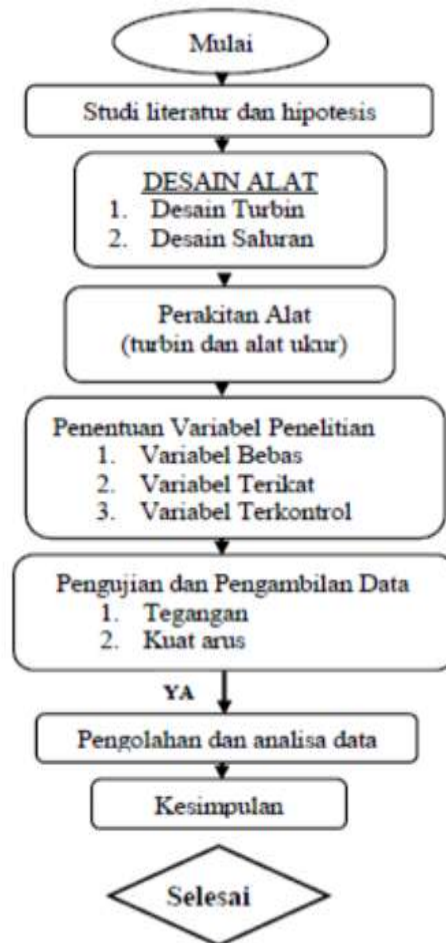 Mulai
Studi literatur dan hipotesis
DESAIN ALAT
1. Desain Turbin
2. Desain Saluran
Perakitan Alat
(turbin dan alat ukur)
Penentuan Variabel Penelitian
1. Variabel Bebas
2. Variabel Terikat
3. Variabel Terkontrol
Pengujian dan Pengambilan Data
1. Tegangan
2. Kuat arus
YA
Pengolahan dan analisa data
Kesimpulan
Selesai